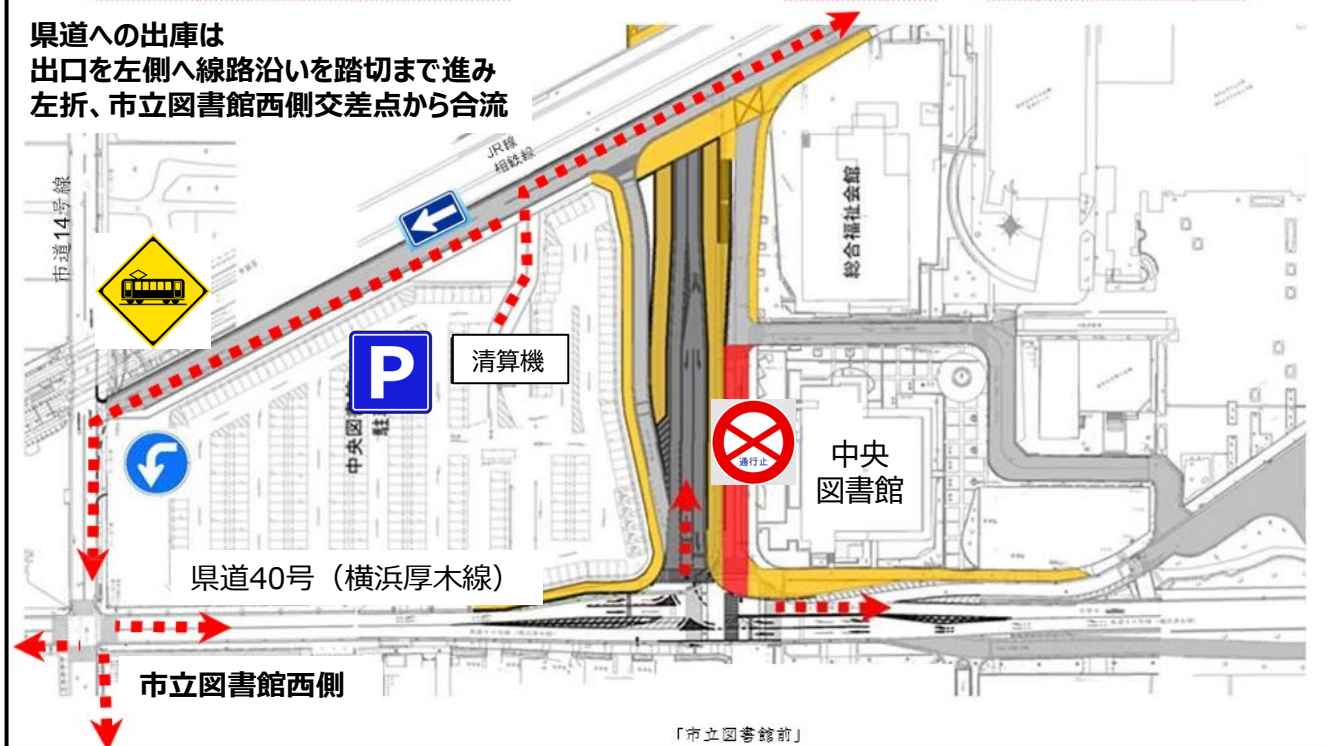 県道への出庫は
出口を左側へ線路沿いを踏切まで進み
左折、市立図書館西側交差点から合流
JR線
相鉄線
市道14号線
総合福祉会館
P
清算機
中央図
駐
通行止
中央
図書館
県道40号（横浜厚木線）
市立図書館西側
「市立図書館前」